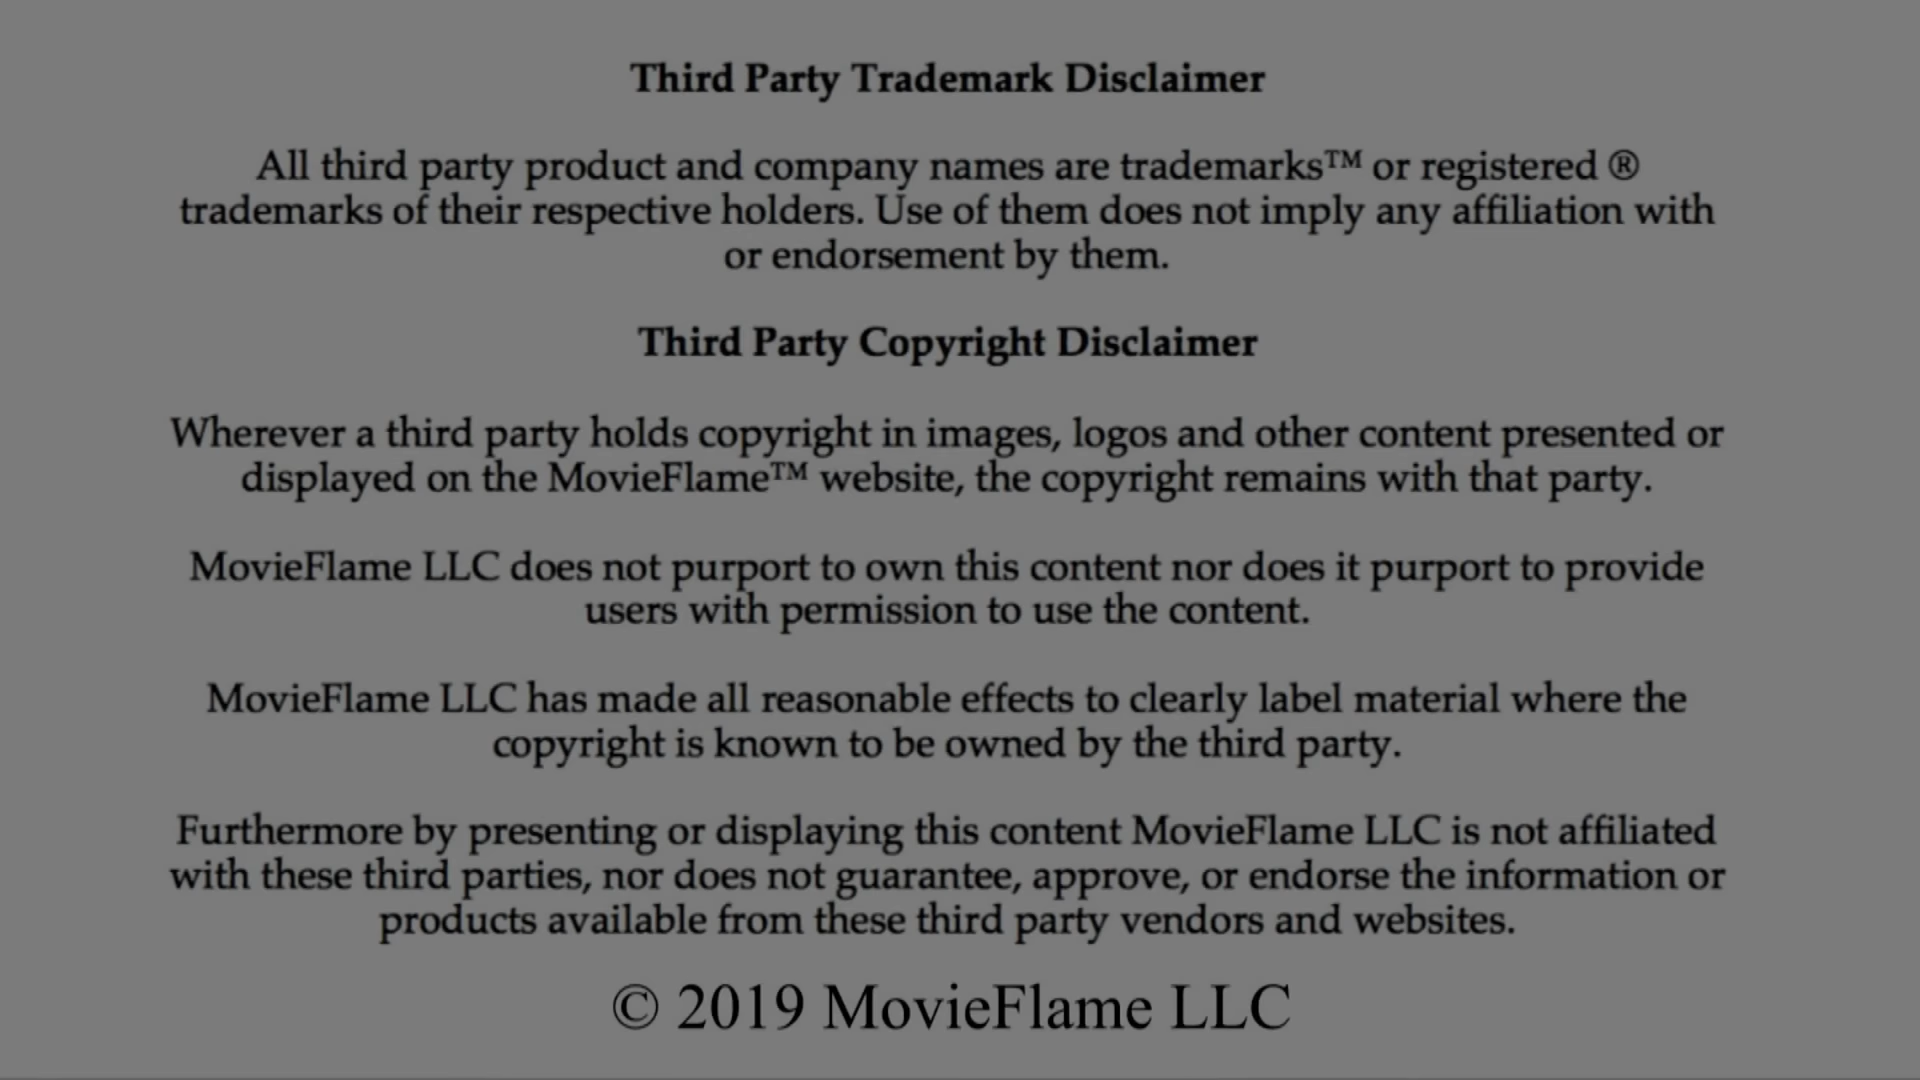 Third Party Trademark Disclaimer
All third party product and company names are trademarks™ or registered ®
trademarks of their respective holders. Use of them does not imply any affiliation with
or endorsement by them.
Third Party Copyright Disclaimer
Wherever a third party holds copyright in images, logos and other content presented or
displayed on the MovieFlame™ website, the copyright remains with that party.
MovieFlame LLC does not purport to own this content nor does it purport to provide
users with permission to use the content.
MovieFlame LLC has made all reasonable effects to clearly label material where the
copyright is known to be owned by the third party.
Furthermore by presenting or displaying this content MovieFlame LLC is not affiliated
with these third parties, nor does not guarantee, approve, or endorse the information or
products available from these third party vendors and websites.
© 2019 MovieFlame LLC